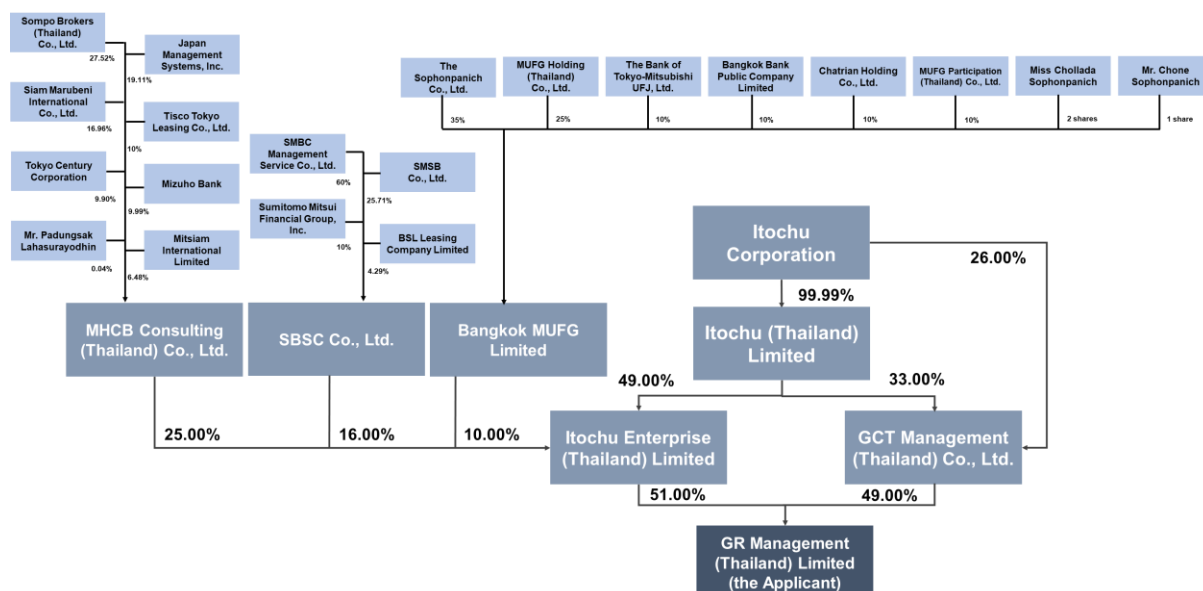 Sompo Brokers
(Thailand)
Co., Ltd.
27.52%
Japan
Management
Systems, Inc.
19.11%
Siam Marubeni
International
Co., Ltd.
16.96%
Tisco Tokyo
Leasing Co., Ltd.
10%
Tokyo Century
Corporation
9.90%
Mizuho Bank
9.99%
Mr. Padungsak
Lahasurayodhin
0.04%
Mitsiam
International
Limited
6.48%
SMBC
Management
Service Co., Ltd.
60%
SMSB
Co., Ltd.
25.71%
Sumitomo Mitsui
Financial Group,
Inc.
10%
BSL Leasing
Company Limited
4.29%
The
Sophonpanich
Co., Ltd.
35%
MUFG Holding
(Thailand)
Co., Ltd.
25%
The Bank of
Tokyo-Mitsubishi
UFJ, Ltd.
10%
Bangkok Bank
Public Company
Limited
10%
Chatrian Holding
Co., Ltd.
10%
MUFG Participation
(Thailand) Co., Ltd.
10%
Miss Chollada
Sophonpanich
2 shares
Mr. Chone
Sophonpanich
1 share
Itochu
Corporation
26.00%
99.99%
MHCB Consulting
(Thailand) Co., Ltd.
SBSC Co., Ltd.
Bangkok MUFG
Limited
Itochu (Thailand)
Limited
49.00%
33.00%
25.00%
16.00%
10.00%
Itochu Enterprise
(Thailand) Limited
GCT Management
(Thailand) Co., Ltd.
51.00%
49.00%
GR Management
(Thailand) Limited
(the Applicant)